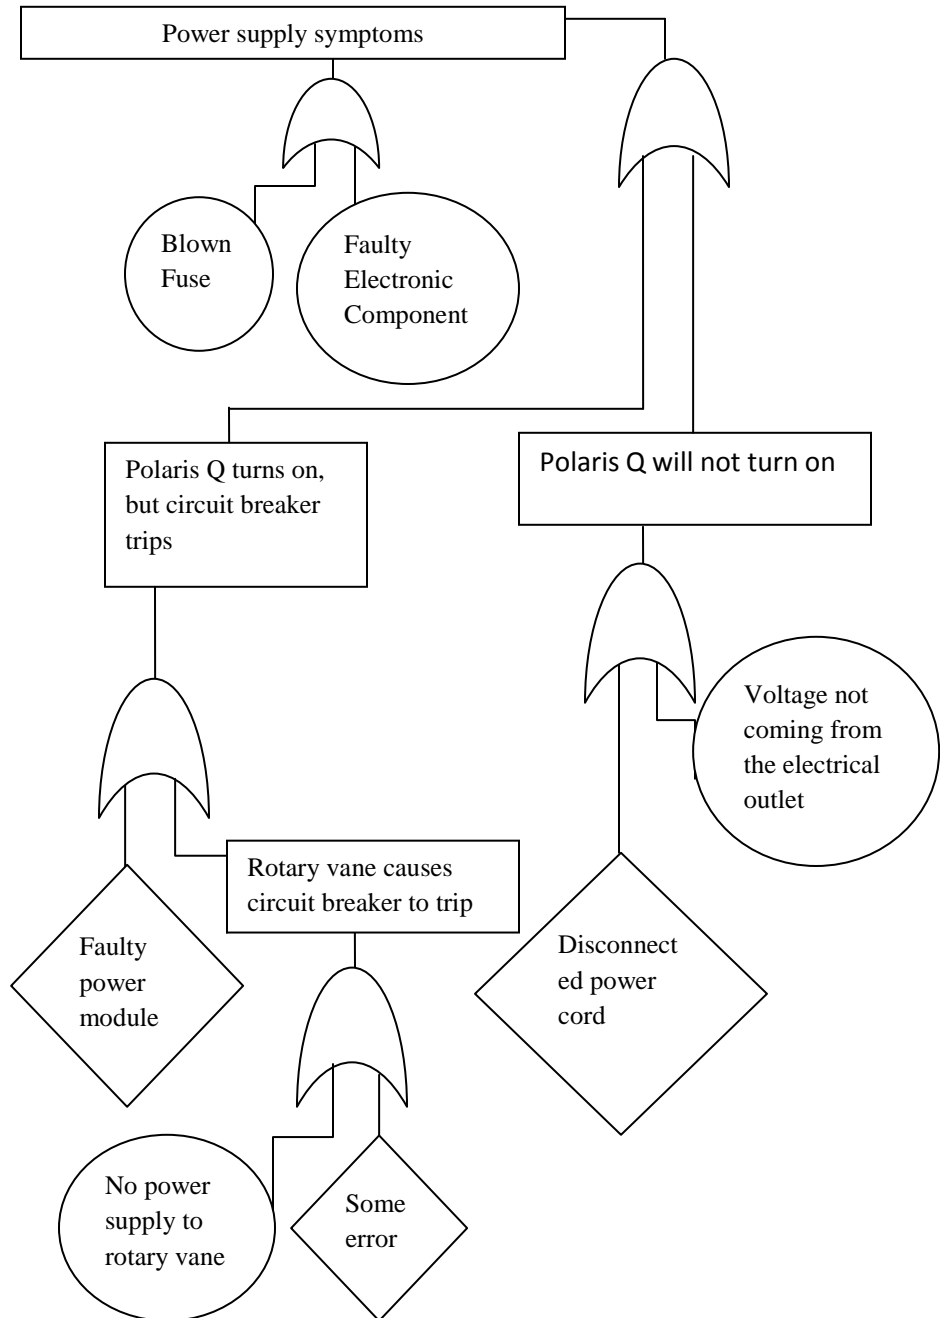 Power supply symptoms
Blown
Fuse
Faulty
Electronic
Component
Polaris Q turns on,
but circuit breaker
trips
Polaris Q will not turn on
Voltage not
coming from
the electrical
outlet
Rotary vane causes
circuit breaker to trip
Faulty
power
module
Disconnect
ed power
cord
No power
supply to
rotary vane
Some
error